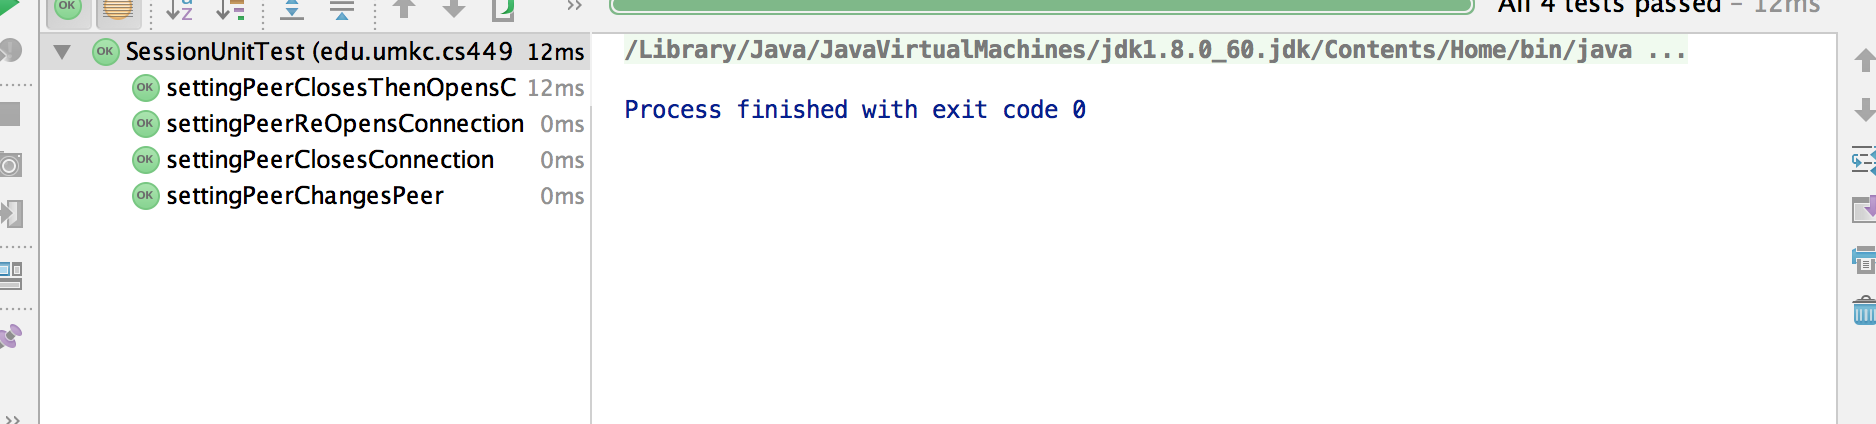 OK
All 4 tests passed – 12ms
OK SessionUnitTest (edu.umkc.cs449 12ms
OK settingPeerClosesThenOpensC 12ms
OK settingPeerReOpensConnection 0ms
OK settingPeerClosesConnection 0ms
OK settingPeerChangesPeer 0ms
/Library/Java/JavaVirtualMachines/jdk1.8.0_60.jdk/Contents/Home/bin/java ...
Process finished with exit code 0